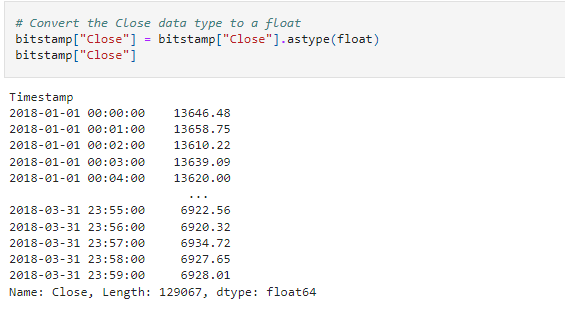 # Convert the Close data type to a float
bitstamp["Close"] = bitstamp["Close"].astype(float)
bitstamp["Close"]
Timestamp
2018-01-01 00:00:00    13646.48
2018-01-01 00:01:00    13658.75
2018-01-01 00:02:00    13610.22
2018-01-01 00:03:00    13639.09
2018-01-01 00:04:00    13620.00
...
2018-03-31 23:55:00     6922.56
2018-03-31 23:56:00     6920.32
2018-03-31 23:57:00     6934.72
2018-03-31 23:58:00     6927.65
2018-03-31 23:59:00     6928.01
Name: Close, Length: 129067, dtype: float64